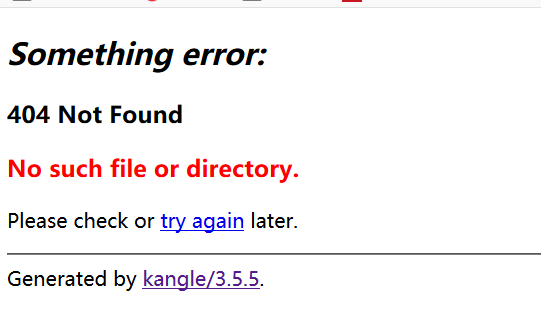 Something error:
404 Not Found
No such file or directory.
Please check or try again later.
Generated by kangle/3.5.5.